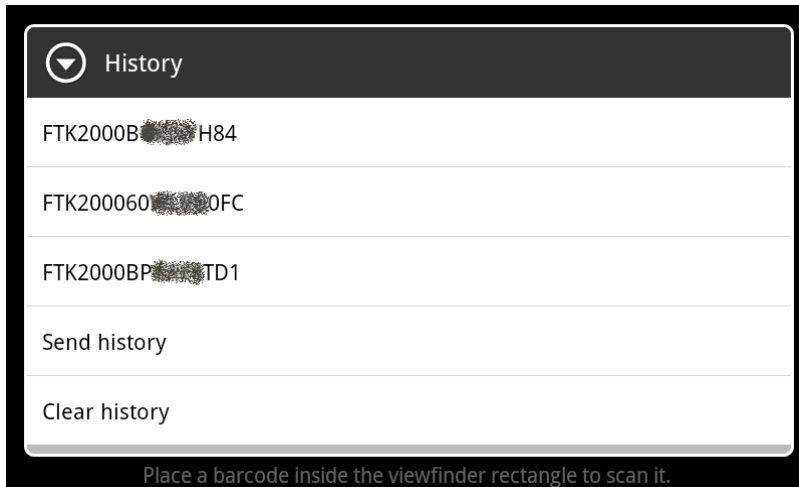 History
FTK2000B H84
FTK200060 0FC
FTK2000BP TD1
Send history
Clear history
Place a barcode inside the viewfinder rectangle to scan it.